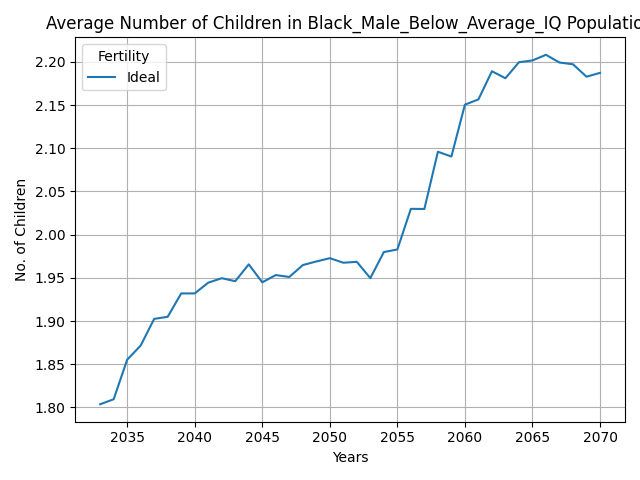 Average Number of Children in Black_Male_Below_Average_IQ Populatio
Fertility
Ideal
No. of Children
2.20
2.15
2.10
2.05
2.00
1.95
1.90
1.85
1.80
2035 2040 2045 2050 2055 2060 2065 2070
Years